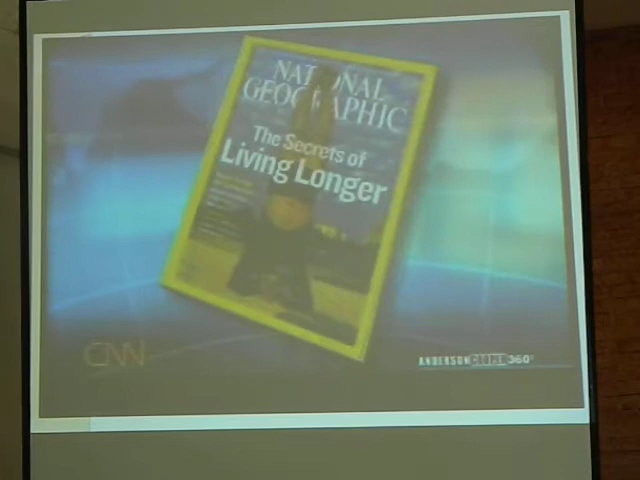 NATIONAL
GEOGRAPHIC
The Secrets of
Living Longer
CNN
ANDERSON COOPER 360°